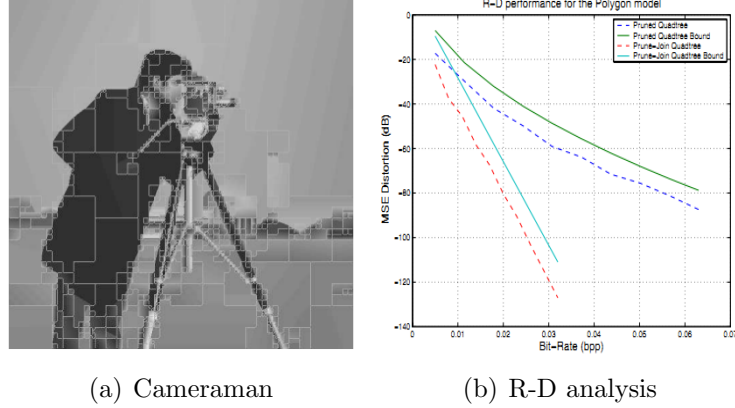 R-D performance for the Polygon model
0
-20
-40
-60
-80
-100
-120
-140
MSE Distortion (dB)
Pruned Quadtree
Pruned Quadtree Bound
Prune-Join Quadtree
Prune-Join Quadtree Bound
0 0.01 0.02 0.03 0.04 0.05 0.06 0.07
Bit-Rate (bpp)
(a) Cameraman (b) R-D analysis